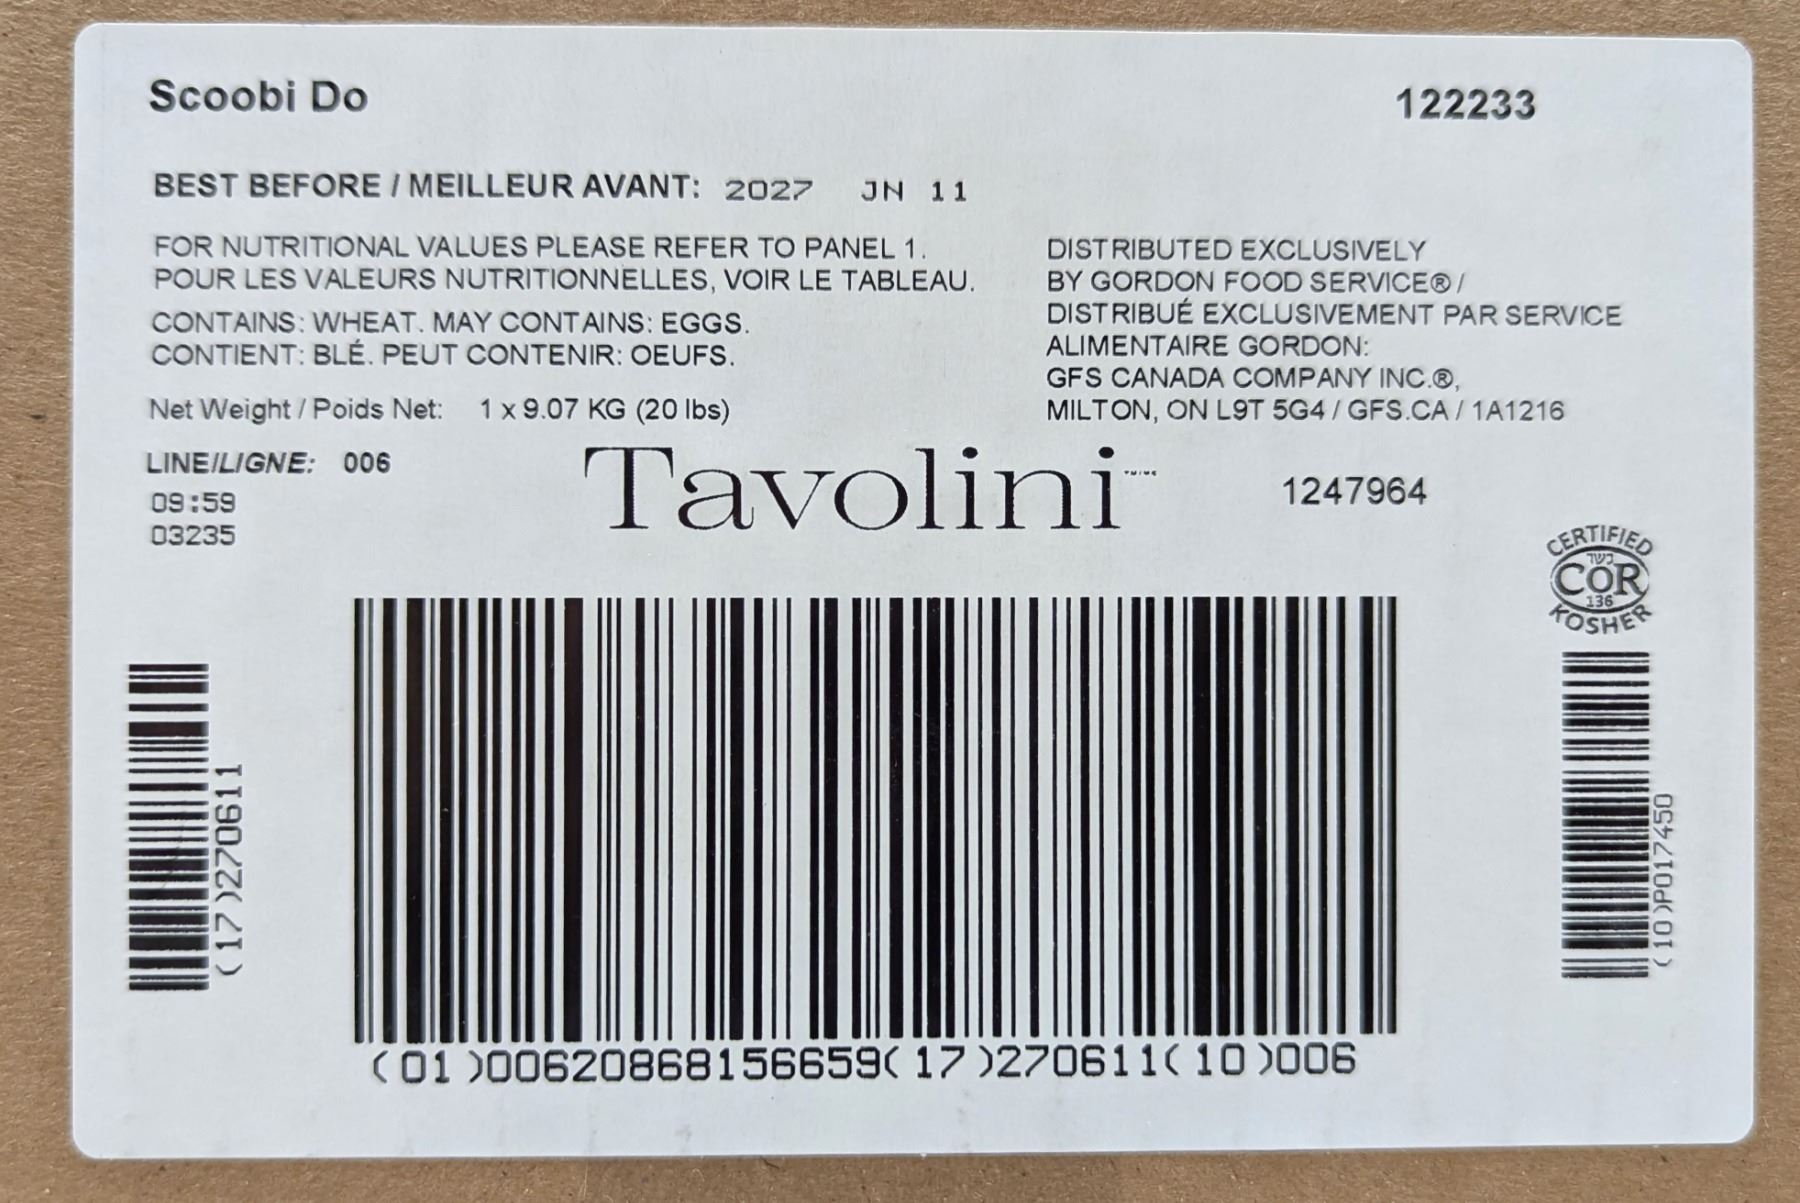 Scoobi Do
122233
BEST BEFORE / MEILLEUR AVANT: 2027 JN 11
FOR NUTRITIONAL VALUES PLEASE REFER TO PANEL 1.
POUR LES VALEURS NUTRITIONNELLES, VOIR LE TABLEAU.
CONTAINS: WHEAT. MAY CONTAINS: EGGS.
CONTIENT: BLÉ. PEUT CONTENIR: OEUFS.
Net Weight / Poids Net: 1 x 9.07 KG (20 lbs)
DISTRIBUTED EXCLUSIVELY
BY GORDON FOOD SERVICE® /
DISTRIBUÉ EXCLUSIVEMENT PAR SERVICE
ALIMENTAIRE GORDON:
GFS CANADA COMPANY INC.®,
MILTON, ON L9T 5G4 / GFS.CA / 1A1216
LINE/LIGNE: 006
09:59
03235
Tavolini
1247964
CERTIFIED
כשר
COR
136
KOSHER
(17)270611
(01)00620868156659(17)270611(10)006
(10)P017450